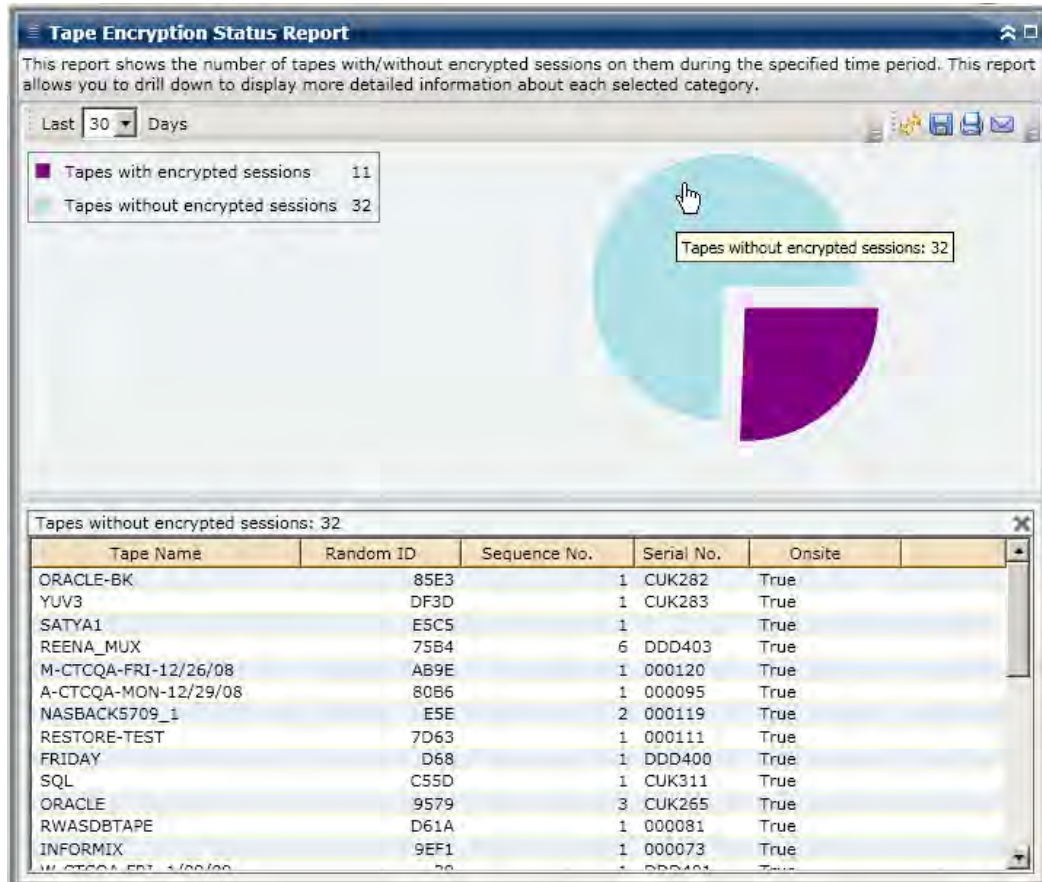 Tape Encryption Status Report
This report shows the number of tapes with/without encrypted sessions on them during the specified time period. This report
allows you to drill down to display more detailed information about each selected category.
Last 30 Days
Tapes with encrypted sessions 11
Tapes without encrypted sessions 32
Tapes without encrypted sessions: 32
Tapes without encrypted sessions: 32
Tape Name Random ID Sequence No. Serial No. Onsite
ORACLE-BK 85E3 1 CUK282 True
YUV3 DF3D 1 CUK283 True
SATYA1 E5C5 1 True
REENA_MUX 75B4 6 DDD403 True
M-CTCQA-FRI-12/26/08 AB9E 1 000120 True
A-CTCQA-MON-12/29/08 80B6 1 000095 True
NASBACK5709_1 E5E 2 000119 True
RESTORE-TEST 7D63 1 000111 True
FRIDAY D68 1 DDD400 True
SQL C55D 1 CUK311 True
ORACLE 9579 3 CUK265 True
RWASDBTAPE D61A 1 000081 True
INFORMIX 9EF1 1 000073 True